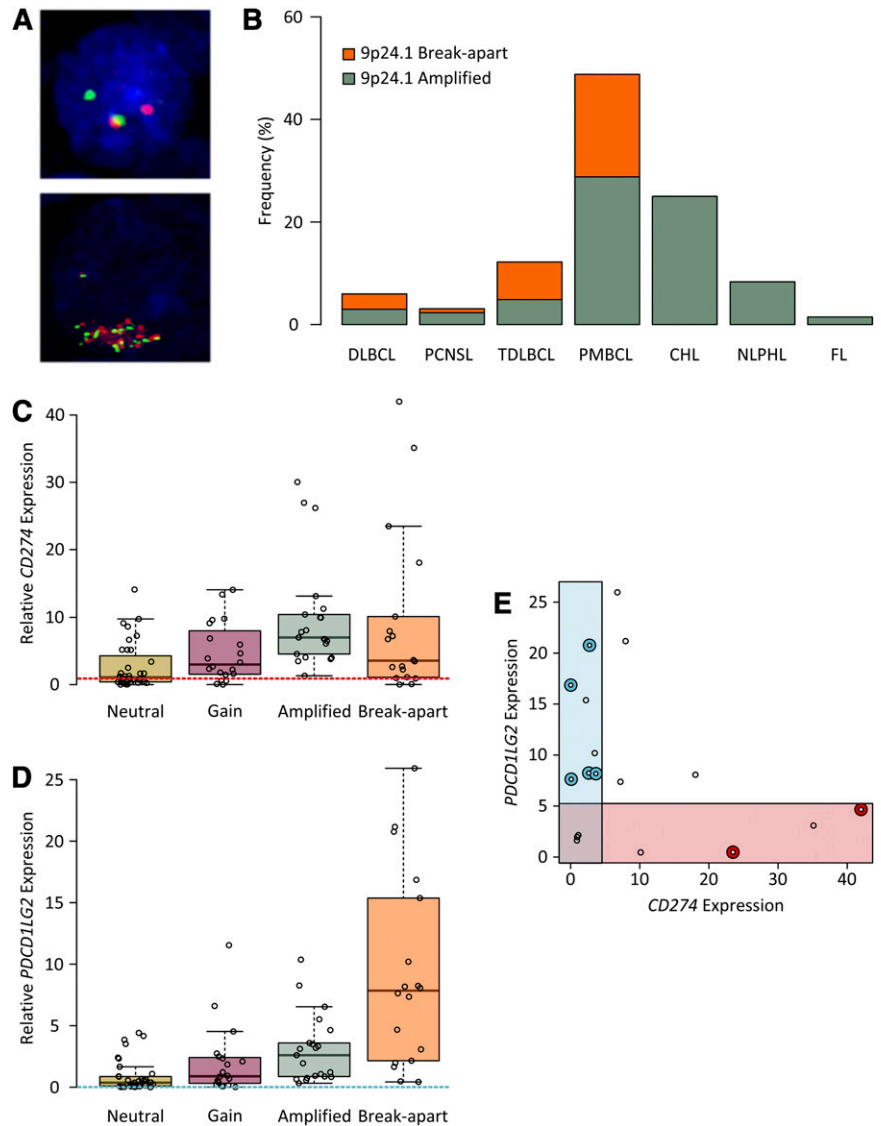 A
B
60
40
20
0
Frequency (%)
9p24.1 Break-apart
9p24.1 Amplified
DLBCL PCNSL TDLBCL PMBCL CHL NLPHL FL
C
40
30
20
10
0
Relative CD274 Expression
Neutral Gain Amplified Break-apart
D
25
20
15
10
5
0
Relative PDCD1LG2 Expression
Neutral Gain Amplified Break-apart
E
25
20
15
10
5
0
PDCD1LG2 Expression
0 10 20 30 40
CD274 Expression